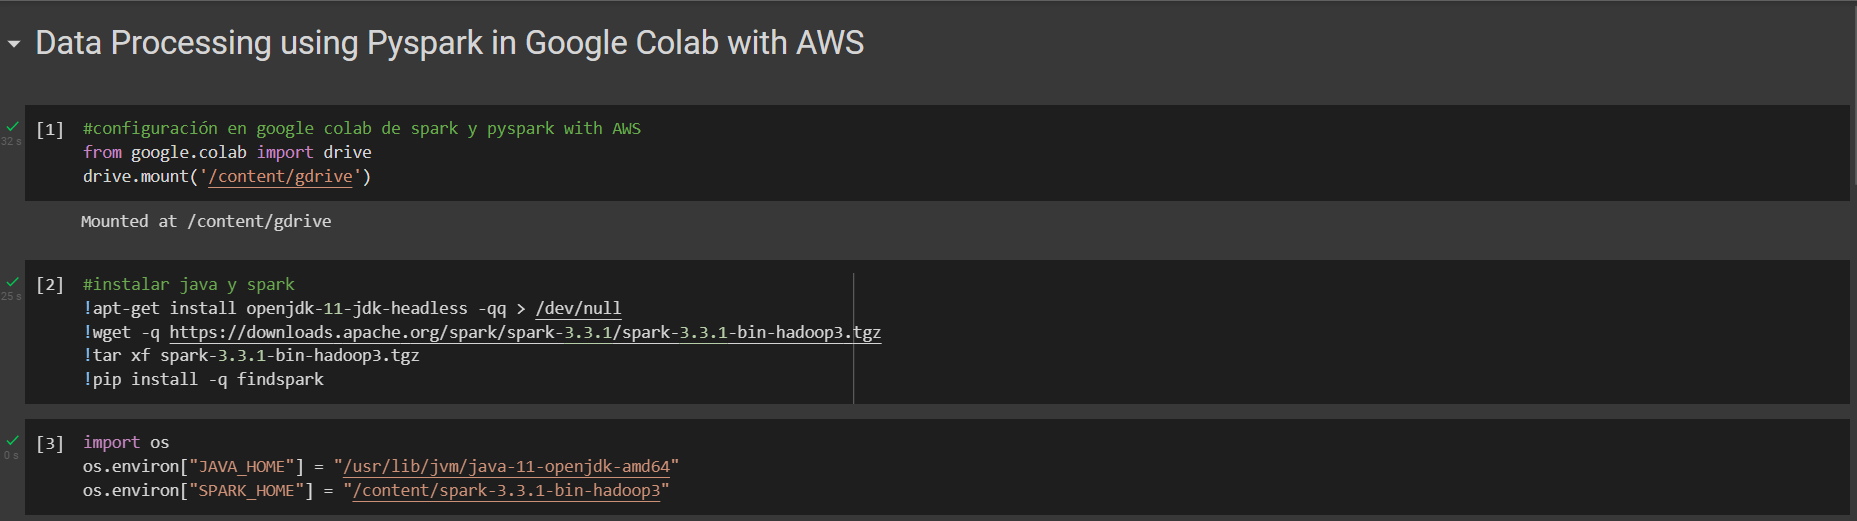 Data Processing using Pyspark in Google Colab with AWS
[1] #configuración en google colab de spark y pyspark with AWS
32 s
from google.colab import drive
drive.mount('/content/gdrive')
Mounted at /content/gdrive
[2] #instalar java y spark
25 s
!apt-get install openjdk-11-jdk-headless -qq > /dev/null
!wget -q https://downloads.apache.org/spark/spark-3.3.1/spark-3.3.1-bin-hadoop3.tgz
!tar xf spark-3.3.1-bin-hadoop3.tgz
!pip install -q findspark
[3] import os
0 s
os.environ["JAVA_HOME"] = "/usr/lib/jvm/java-11-openjdk-amd64"
os.environ["SPARK_HOME"] = "/content/spark-3.3.1-bin-hadoop3"